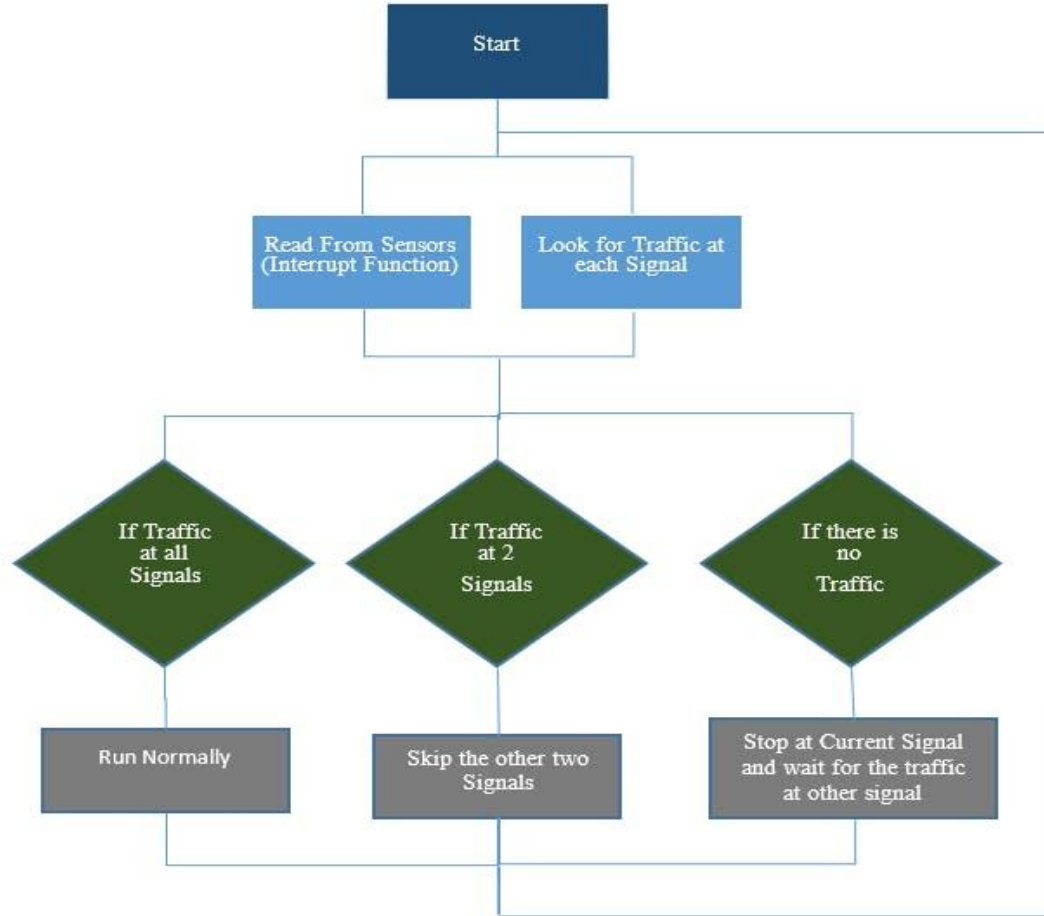 Start
Read From Sensors
(Interrupt Function)
Look for Traffic at
each Signal
If Traffic
at all
Signals
If Traffic
at 2
Signals
If there is
no
Traffic
Run Normally
Skip the other two
Signals
Stop at Current Signal
and wait for the traffic
at other signal